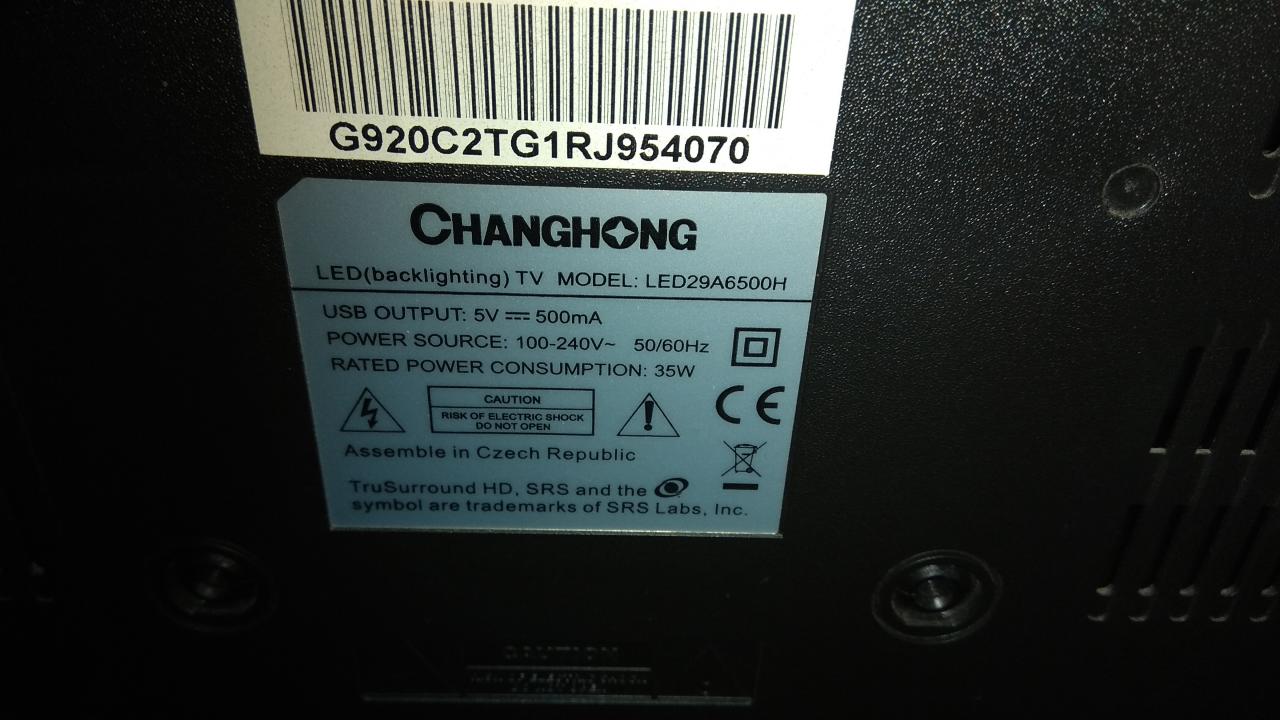 G920C2TG1RJ954070
CHANGHONG
LED(backlighting) TV MODEL: LED29A6500H
USB OUTPUT: 5V ⎓ 500mA
POWER SOURCE: 100-240V~ 50/60Hz
RATED POWER CONSUMPTION: 35W
CAUTION
RISK OF ELECTRIC SHOCK
DO NOT OPEN
CE
Assemble in Czech Republic
TruSurround HD, SRS and the
symbol are trademarks of SRS Labs, Inc.
CAUTION